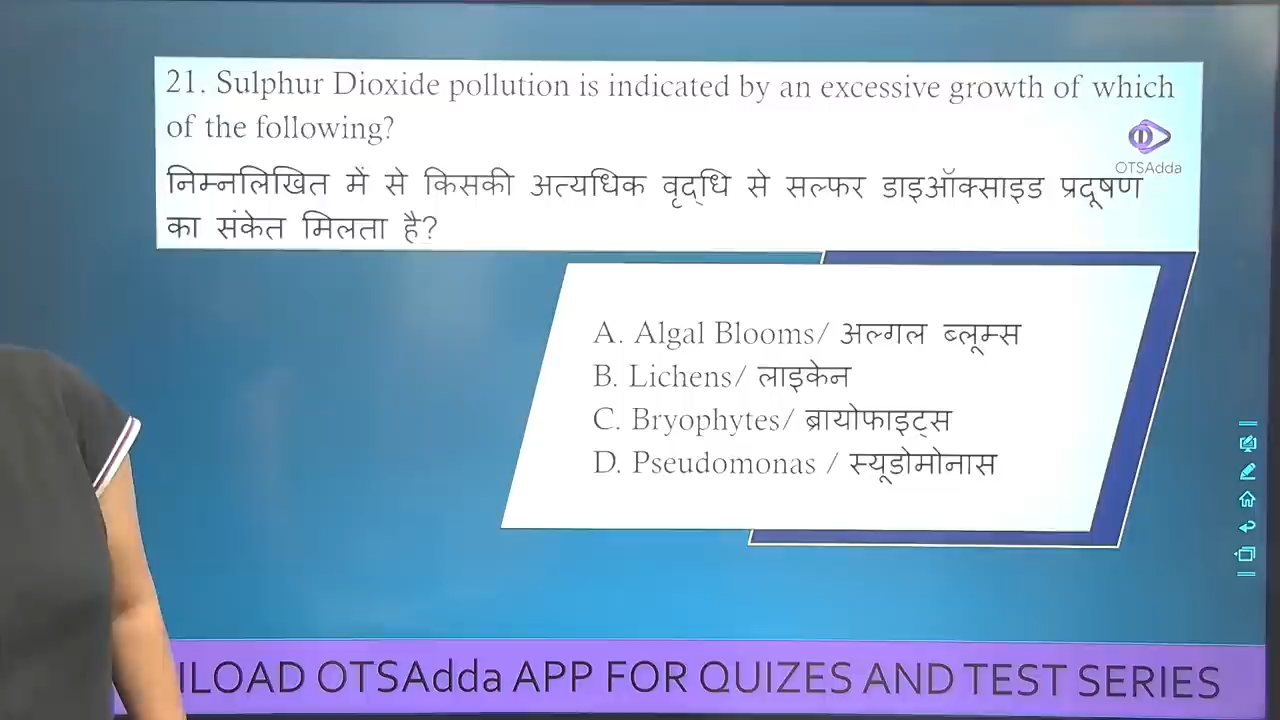 21. Sulphur Dioxide pollution is indicated by an excessive growth of which
of the following?
OTSAdda
निम्नलिखित में से किसकी अत्यधिक वृद्धि से सल्फर डाइऑक्साइड प्रदूषण
का संकेत मिलता है?
A. Algal Blooms/ अल्गल ब्लूम्स
B. Lichens/ लाइकेन
C. Bryophytes/ ब्रायोफाइट्स
D. Pseudomonas / स्यूडोमोनास
NLOAD OTSAdda APP FOR QUIZES AND TEST SERIES